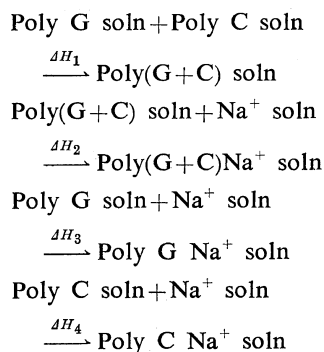 Poly G soln+Poly C soln
ΔH₁
⟶ Poly(G+C) soln
Poly(G+C) soln+Na⁺ soln
ΔH₂
⟶ Poly(G+C)Na⁺ soln
Poly G soln+Na⁺ soln
ΔH₃
⟶ Poly G Na⁺ soln
Poly C soln+Na⁺ soln
ΔH₄
⟶ Poly C Na⁺ soln